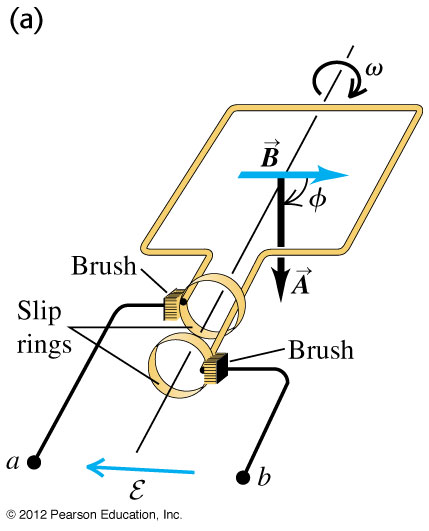 (a)
ω
B
ϕ
A
Brush
Slip
rings
Brush
a
b
ℰ
© 2012 Pearson Education, Inc.